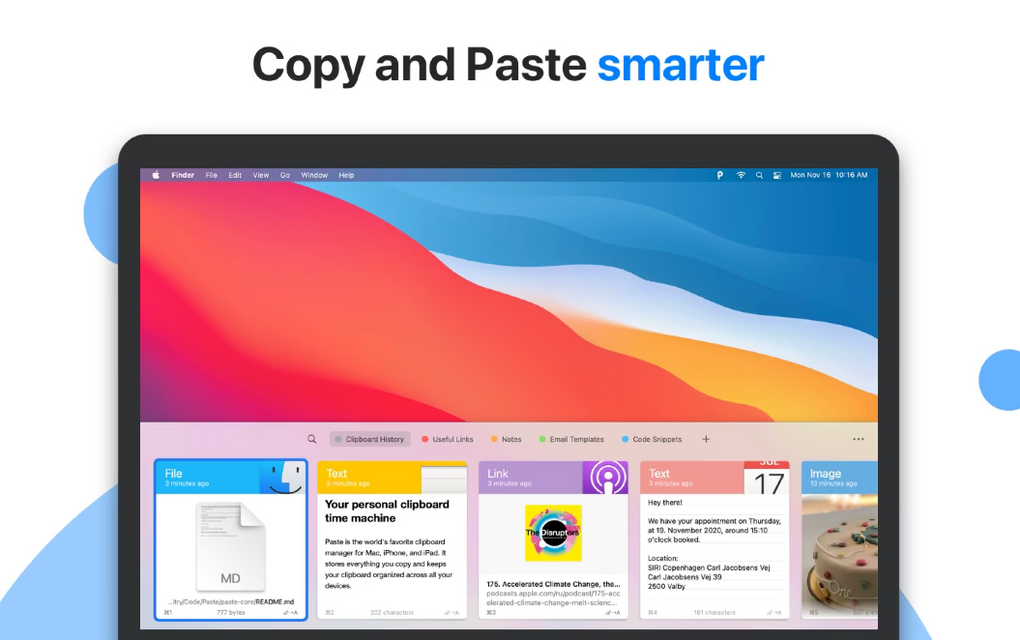 Copy and Paste smarter
Finder File Edit View Go Window Help
Mon Nov 16 10:16 AM
Clipboard History Useful Links Notes Email Templates Code Snippets
File
3 minutes ago
MD
...itry/Code/Paste/paste-core/README.md
⌘1 777 bytes
Text
3 minutes ago
Your personal clipboard
time machine
Paste is the world's favorite clipboard
manager for Mac, iPhone, and iPad. It
stores everything you copy and keeps
your clipboard organized across all your
devices.
⌘2 202 characters
Link
3 minutes ago
The Disruptors
175. Accelerated Climate Change, the...
podcasts.apple.com/ru/podcast/175-acc
elerated-climate-change-melt-scienc...
⌘3
Text
3 minutes ago
JUL
17
Hey there!
We have your appointment on Thursday,
at 19. November 2020, around 15:10
o'clock booked.
Location:
SIRI Copenhagen Carl Jacobsens Vej
Carl Jacobsens Vej 39
2500 Valby
⌘4 181 characters
Image
13 minutes ago
⌘5